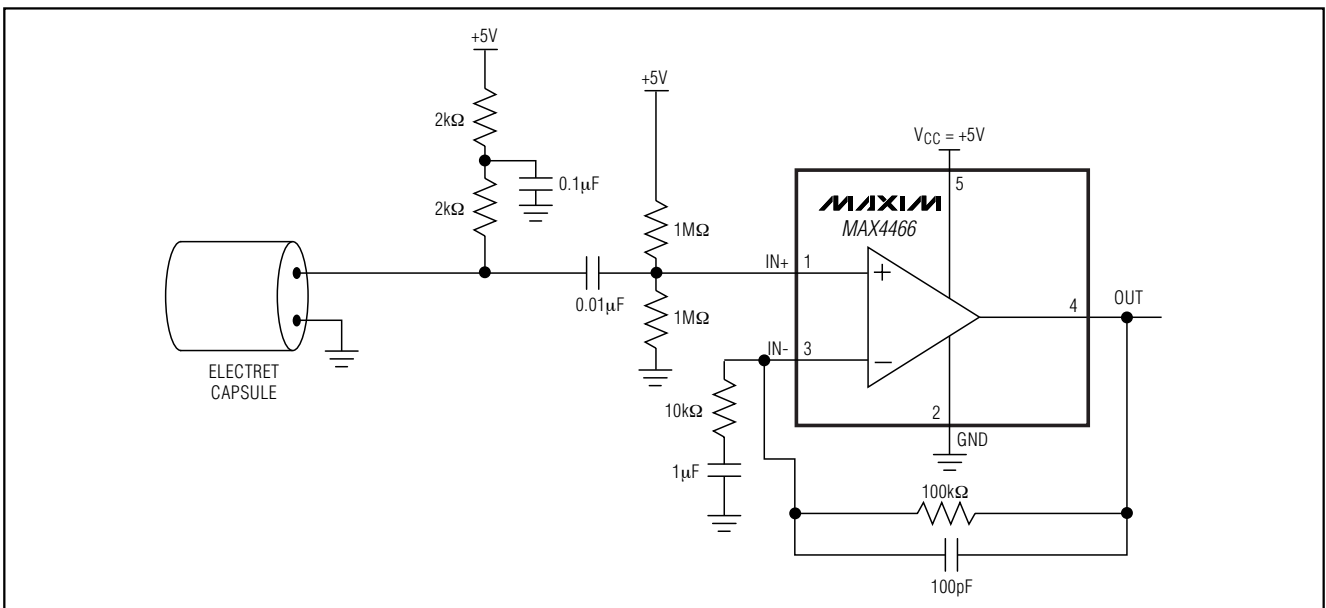 +5V
+5V
2kΩ
VCC = +5V
5
0.1μF
2kΩ
MAXIM
MAX4466
1MΩ
IN+ 1
+
0.01μF
4
OUT
1MΩ
IN- 3
−
ELECTRET
CAPSULE
10kΩ
2
GND
1μF
100kΩ
100pF